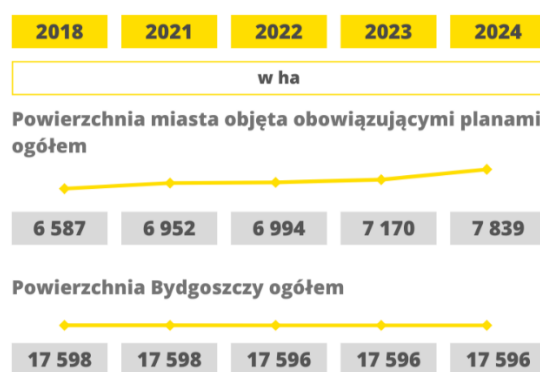 2018 2021 2022 2023 2024
w ha
Powierzchnia miasta objęta obowiązującymi planami
ogółem
6 587 6 952 6 994 7 170 7 839
Powierzchnia Bydgoszczy ogółem
17 598 17 598 17 596 17 596 17 596